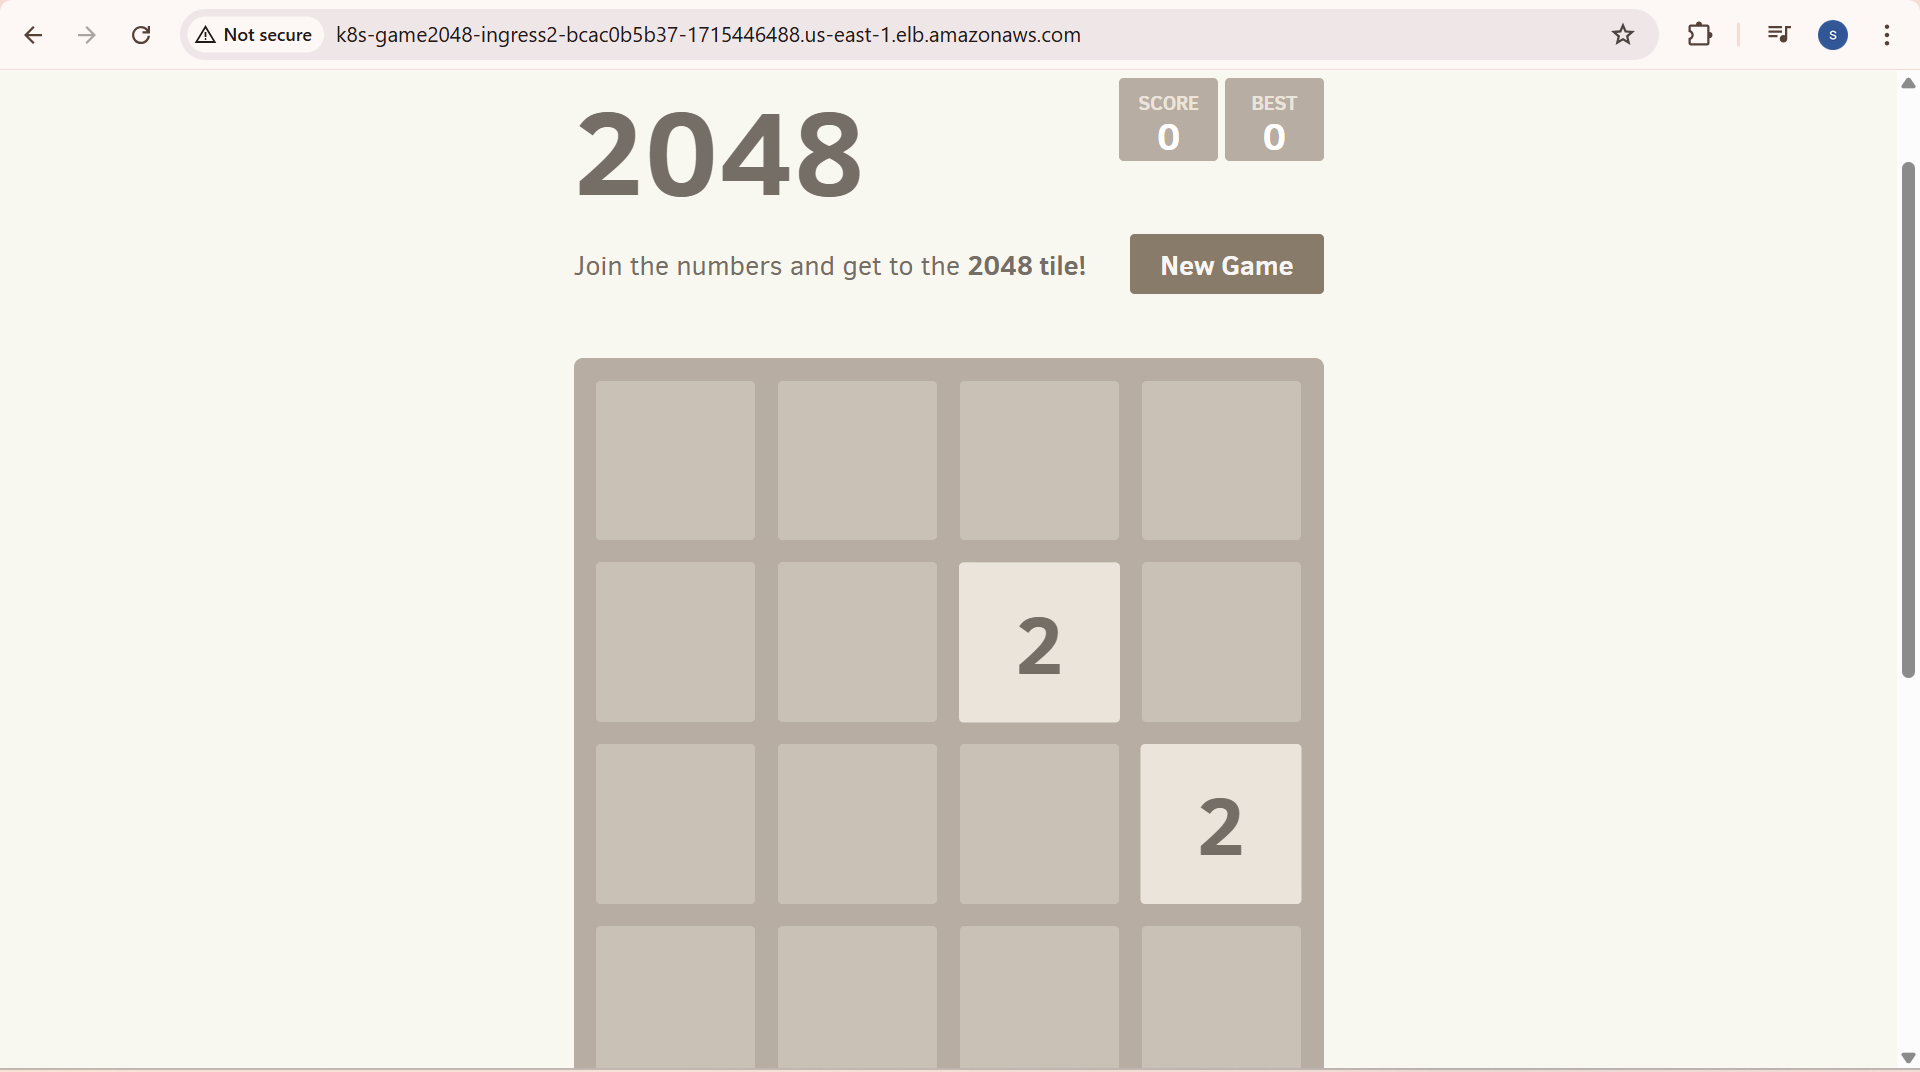 Not secure k8s-game2048-ingress2-bcac0b5b37-1715446488.us-east-1.elb.amazonaws.com S
2048
SCORE BEST
0 0
Join the numbers and get to the 2048 tile! New Game
2
2